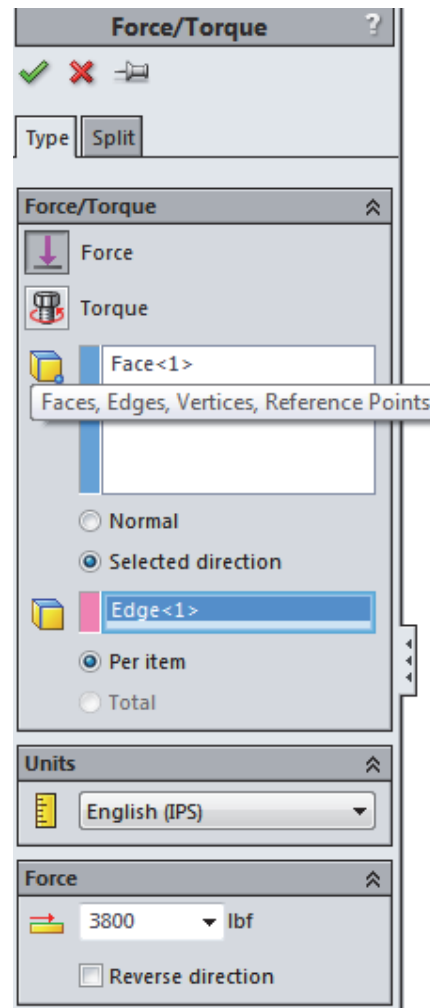 Force/Torque ?
Type Split
Force/Torque
Force
Torque
Face<1>
Faces, Edges, Vertices, Reference Points
Normal
Selected direction
Edge<1>
Per item
Total
Units
English (IPS)
Force
3800 lbf
Reverse direction